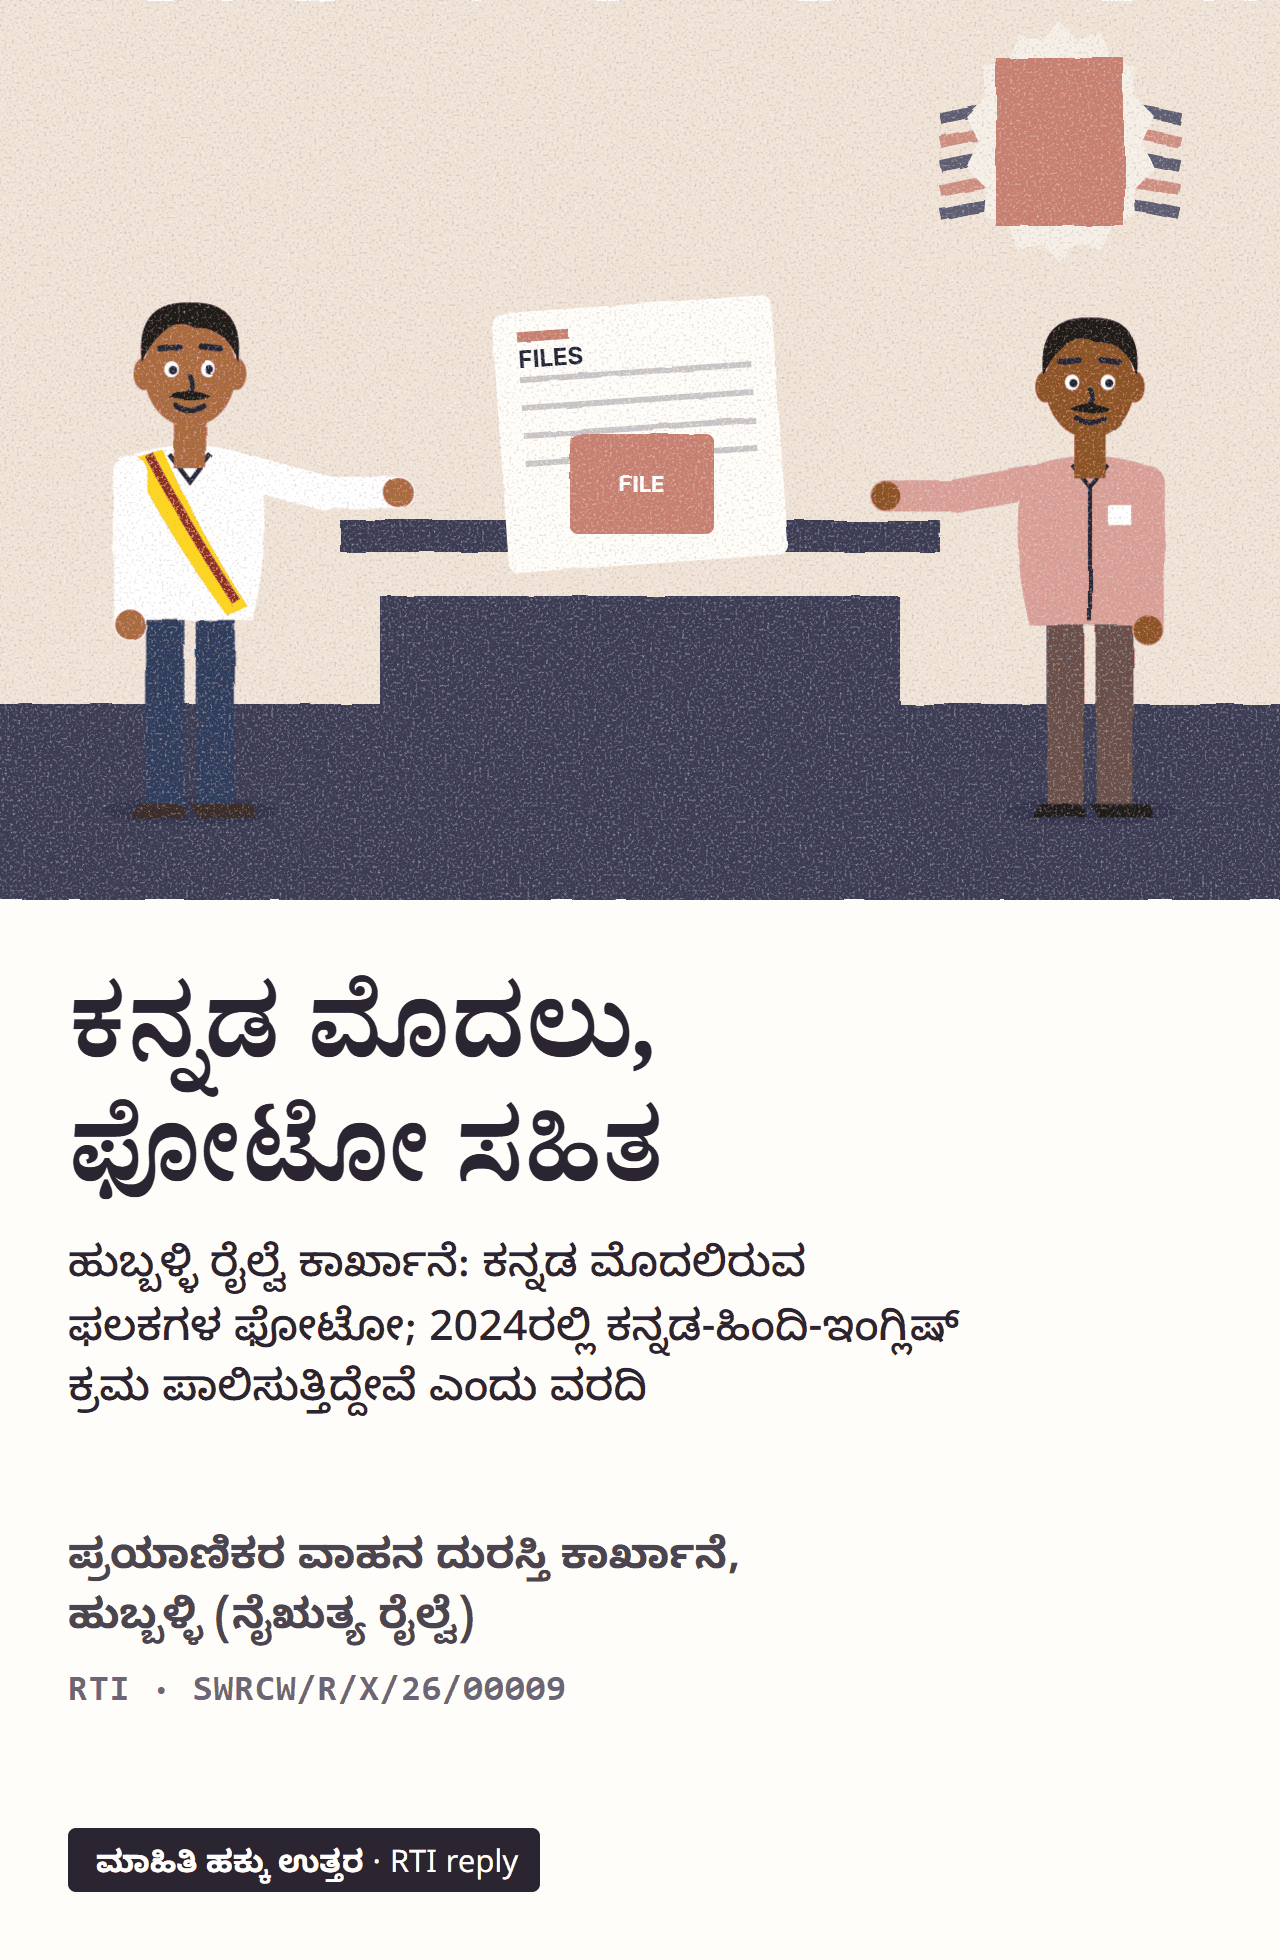 FILES
FILE
ಕನ್ನಡ ಮೊದಲು,
ಫೋಟೋ ಸಹಿತ
ಹುಬ್ಬಳ್ಳಿ ರೈಲ್ವೆ ಕಾರ್ಖಾನೆ: ಕನ್ನಡ ಮೊದಲಿರುವ
ಫಲಕಗಳ ಫೋಟೋ; 2024ರಲ್ಲಿ ಕನ್ನಡ-ಹಿಂದಿ-ಇಂಗ್ಲಿಷ್
ಕ್ರಮ ಪಾಲಿಸುತ್ತಿದ್ದೇವೆ ಎಂದು ವರದಿ
ಪ್ರಯಾಣಿಕರ ವಾಹನ ದುರಸ್ತಿ ಕಾರ್ಖಾನೆ,
ಹುಬ್ಬಳ್ಳಿ (ನೈಋತ್ಯ ರೈಲ್ವೆ)
RTI · SWRCW/R/X/26/00009
ಮಾಹಿತಿ ಹಕ್ಕು ಉತ್ತರ · RTI reply